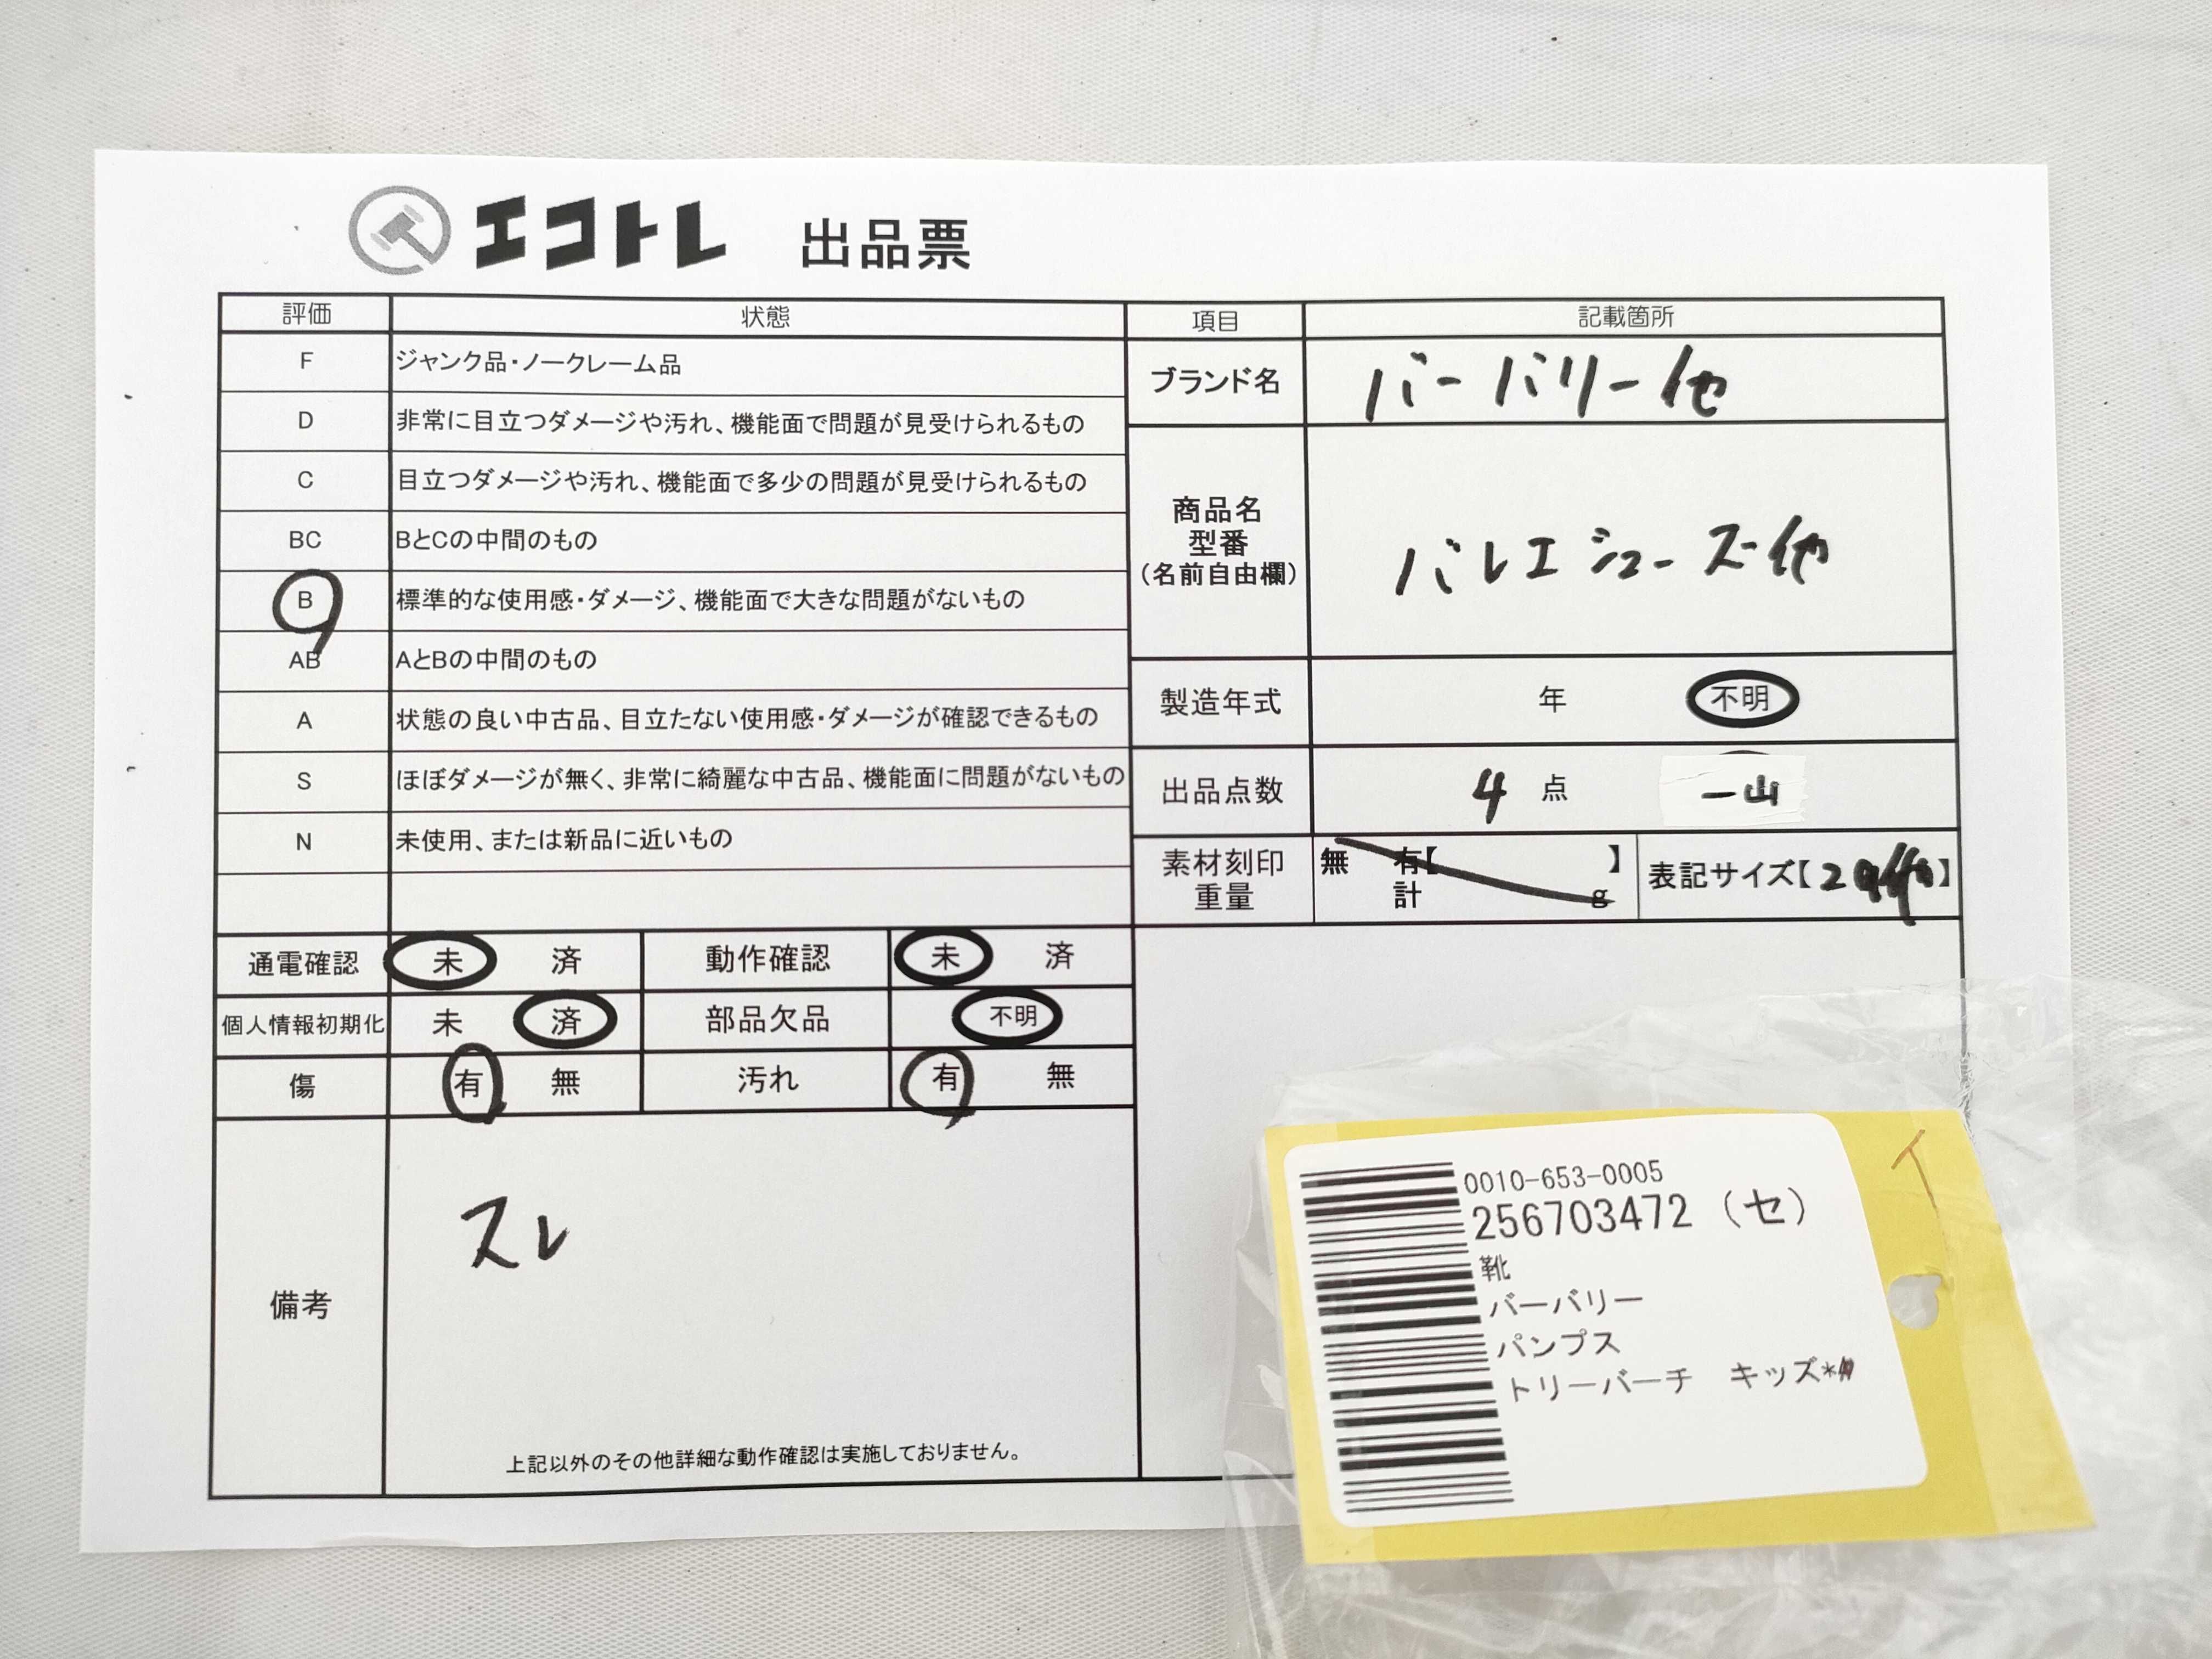 エコトレ 出品票
評価 状態 項目 記載箇所
F ジャンク品・ノークレーム品
D 非常に目立つダメージや汚れ、機能面で問題が見受けられるもの
C 目立つダメージや汚れ、機能面で多少の問題が見受けられるもの
BC BとCの中間のもの
B 標準的な使用感・ダメージ、機能面で大きな問題がないもの
AB AとBの中間のもの
A 状態の良い中古品、目立たない使用感・ダメージが確認できるもの
S ほぼダメージが無く、非常に綺麗な中古品、機能面に問題がないもの
N 未使用、または新品に近いもの
ブランド名 バーバリー他
商品名
型番
(名前自由欄)
バレエシューズ他
製造年式 年 不明
出品点数 4 点 一山
素材刻印
重量
無 有【 】
計 g
表記サイズ【 】
通電確認 未 済 動作確認 未 済
個人情報初期化 未 済 部品欠品 不明
傷 有 無 汚れ 有 無
備考
スレ
上記以外のその他詳細な動作確認は実施しておりません。
0010-653-0005
256703472 (セ)
靴
バーバリー
パンプス
トリーバーチ キッズ*